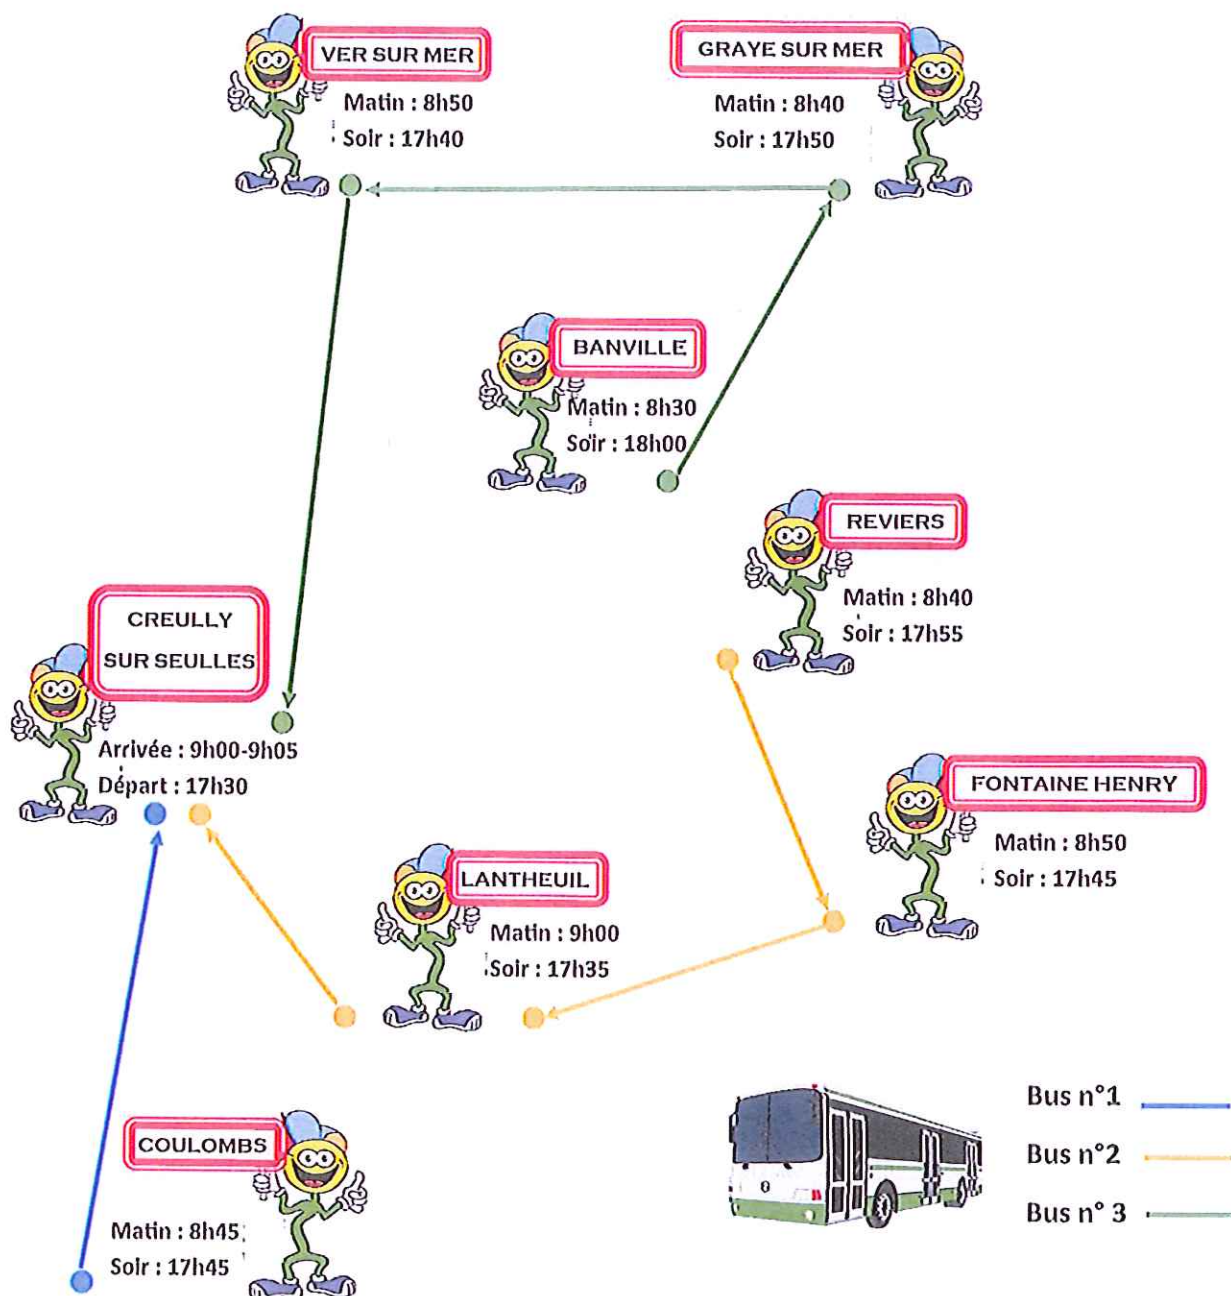 VER SUR MER
Matin : 8h50
Soir : 17h40
GRAYE SUR MER
Matin : 8h40
Soir : 17h50
BANVILLE
Matin : 8h30
Soir : 18h00
REVIERS
Matin : 8h40
Soir : 17h55
CREULLY
SUR SEULLES
Arrivée : 9h00-9h05
Départ : 17h30
FONTAINE HENRY
Matin : 8h50
Soir : 17h45
LANTHEUIL
Matin : 9h00
Soir : 17h35
COULOMBS
Matin : 8h45
Soir : 17h45
Bus n°1
Bus n°2
Bus n° 3